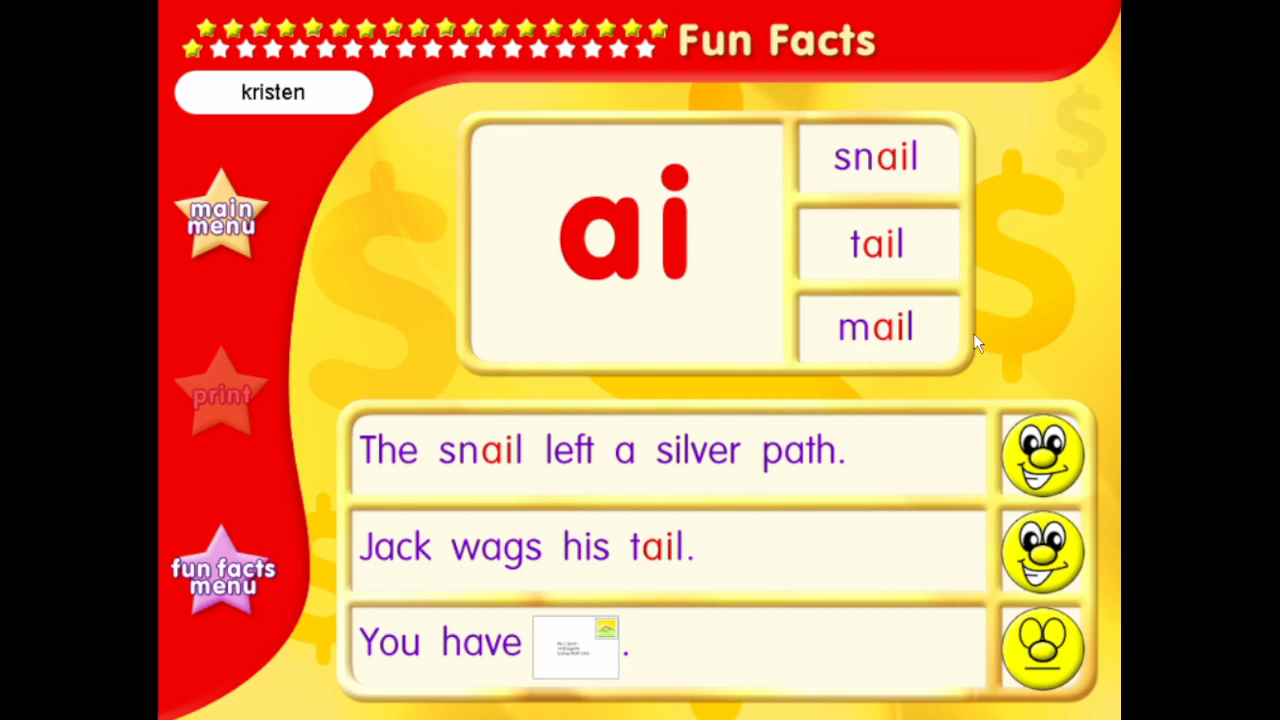 Fun Facts
kristen
main
menu
print
fun facts
menu
ai
snail
tail
mail
The snail left a silver path.
Jack wags his tail.
You have .